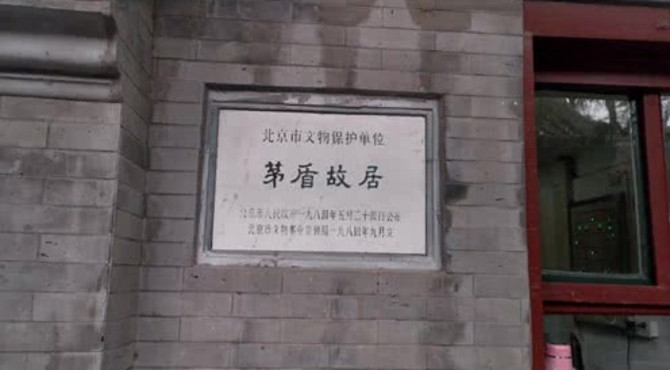 北京市文物保护单位
茅盾故居
北京市人民政府一九八四年五月二十四日公布
北京市文物事业管理局一九八四年九月立